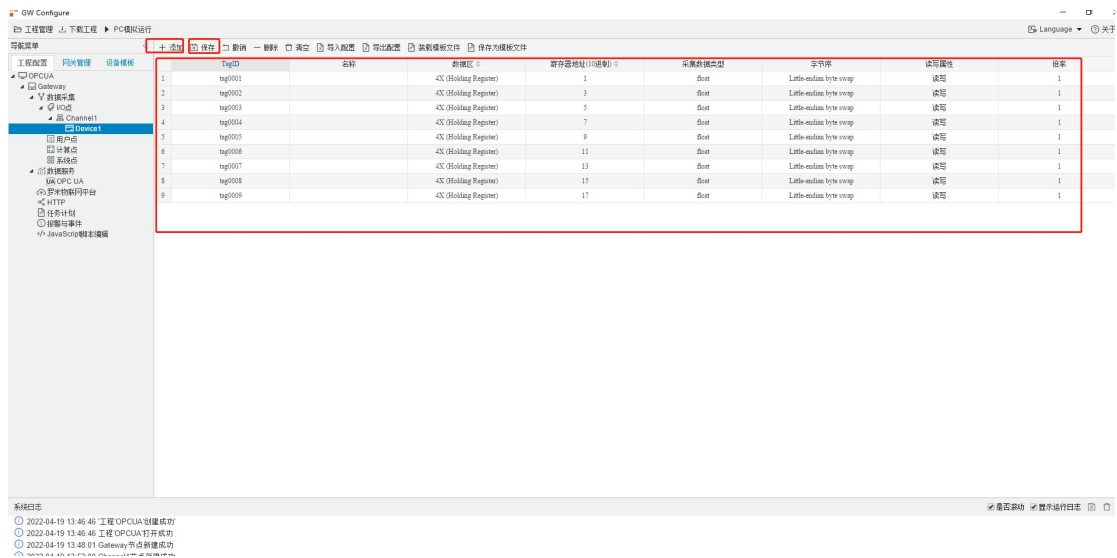 GW Configure
工程管理 下载工程 PC模拟运行 Language 关于
导航菜单 添加 保存 撤销 删除 清空 导入配置 导出配置 装载模板文件 保存为模板文件
工程配置 网关管理 设备模板
TagID 名称 数据区 寄存器地址(10进制) 采集数据类型 字节序 读写属性 倍率
OPCUA
Gateway
数据采集
I/O点
Channel1
Device1
用户点
计算点
系统点
数据服务
UA OPC UA
罗米物联网平台
HTTP
任务计划
报警与事件
</> JavaScript脚本编辑
1 tag0001 4X (Holding Register) 1 float Little-endian byte swap 读写 1
2 tag0002 4X (Holding Register) 3 float Little-endian byte swap 读写 1
3 tag0003 4X (Holding Register) 5 float Little-endian byte swap 读写 1
4 tag0004 4X (Holding Register) 7 float Little-endian byte swap 读写 1
5 tag0005 4X (Holding Register) 9 float Little-endian byte swap 读写 1
6 tag0006 4X (Holding Register) 11 float Little-endian byte swap 读写 1
7 tag0007 4X (Holding Register) 13 float Little-endian byte swap 读写 1
8 tag0008 4X (Holding Register) 15 float Little-endian byte swap 读写 1
9 tag0009 4X (Holding Register) 17 float Little-endian byte swap 读写 1
系统日志 是否滚动 显示运行日志
2022-04-19 13:46:46 '工程'OPCUA'创建成功'
2022-04-19 13:46:46 工程'OPCUA'打开成功
2022-04-19 13:48:01 Gateway节点新建成功